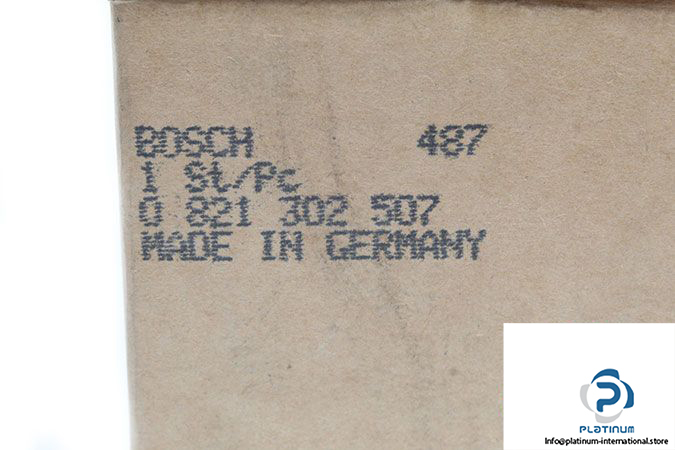 BOSCH 487
1 St/Pc
0 821 302 507
MADE IN GERMANY
PLATINUM
Info@platinum-international.store